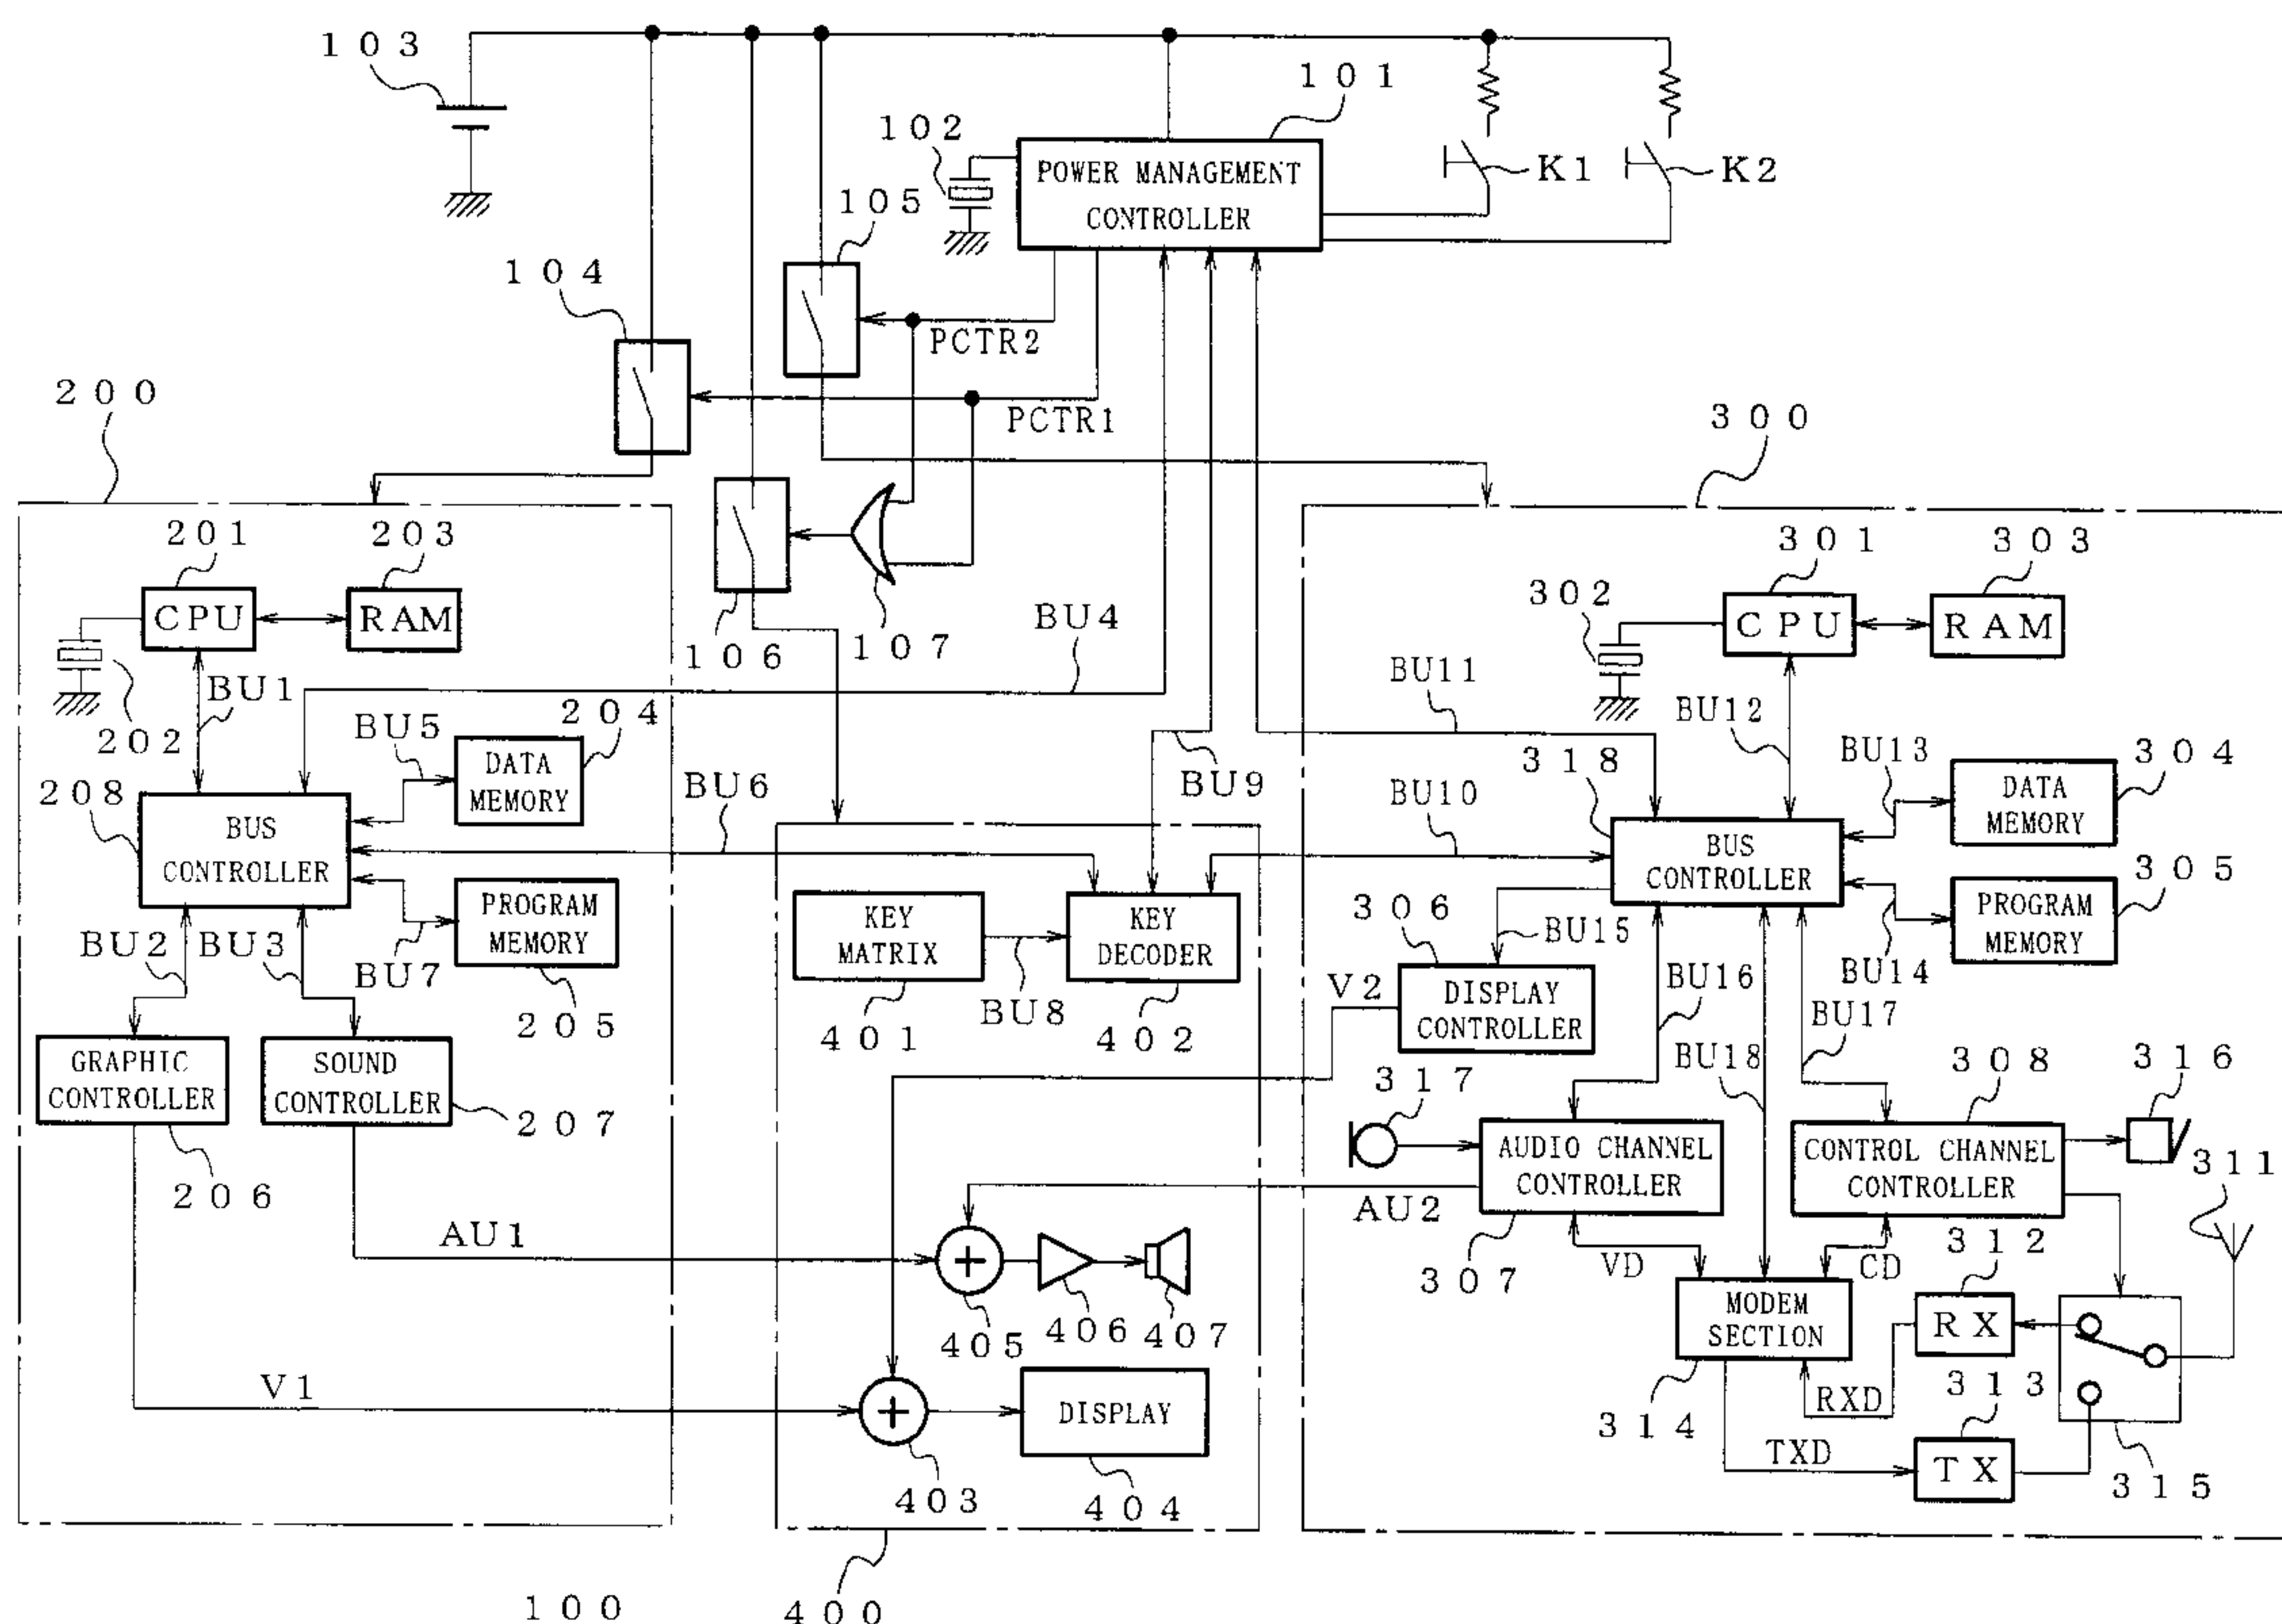 103
101
102
POWER MANAGEMENT
CONTROLLER
K1
K2
105
104
PCTR2
PCTR1
200
300
201
203
CPU
RAM
202
BU1
106
107
BU4
301
303
302
CPU
RAM
BU11
BU12
BU5
204
DATA
MEMORY
208
BUS
CONTROLLER
BU6
BU9
318
BU10
BU13
304
DATA
MEMORY
BUS
CONTROLLER
305
PROGRAM
MEMORY
BU14
PROGRAM
MEMORY
BU2
BU3
BU7
205
KEY
MATRIX
KEY
DECODER
401
BU8
402
306
BU15
V2
DISPLAY
CONTROLLER
BU16
BU17
BU18
GRAPHIC
CONTROLLER
SOUND
CONTROLLER
206
207
317
308
316
AUDIO CHANNEL
CONTROLLER
CONTROL CHANNEL
CONTROLLER
311
AU1
AU2
307
VD
CD
312
405
406
407
MODEM
SECTION
RX
313
V1
DISPLAY
314
RXD
TXD
TX
315
403
404
100
400